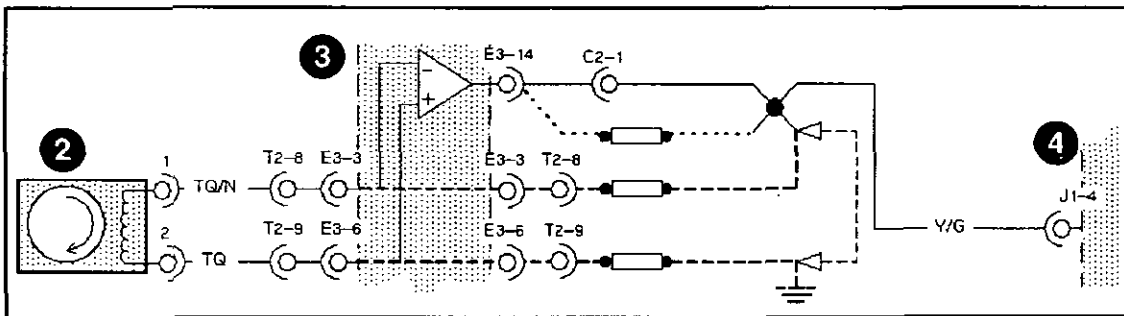 3
E3-14
C2-1
-
+
2
4
1
T2-8
E3-3
E3-3
T2-8
TQ/N
J1-4
2
T2-9
E3-6
E3-6
T2-9
TQ
Y/G